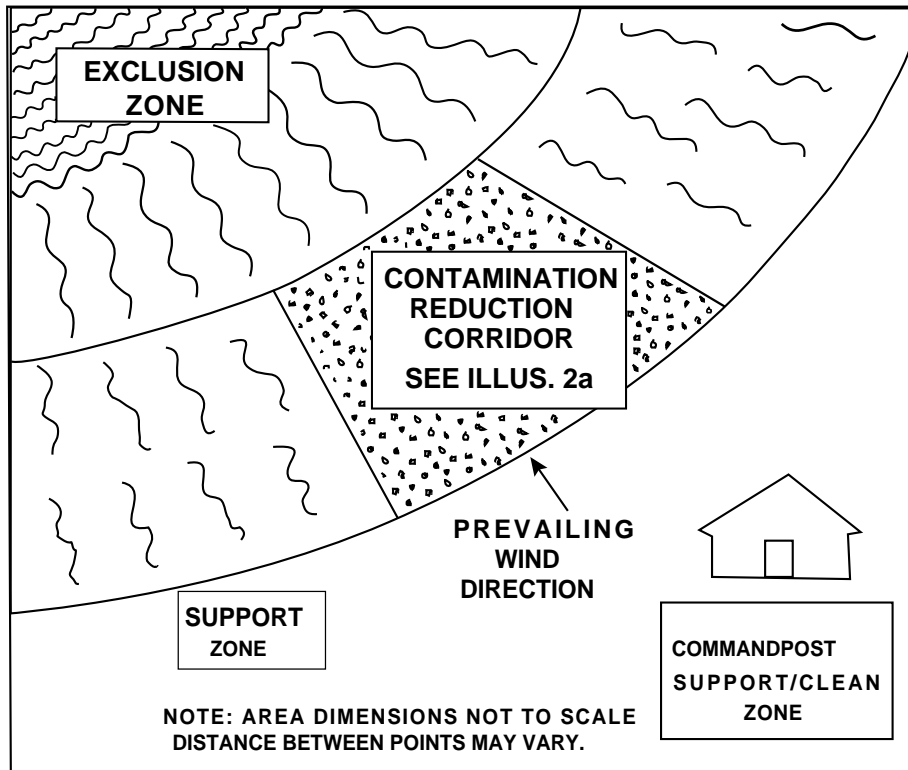 EXCLUSION
ZONE
CONTAMINATION
REDUCTION
CORRIDOR
SEE ILLUS. 2a
PREVAILING
WIND
DIRECTION
SUPPORT
ZONE
COMMANDPOST
SUPPORT/CLEAN
ZONE
NOTE: AREA DIMENSIONS NOT TO SCALE
DISTANCE BETWEEN POINTS MAY VARY.